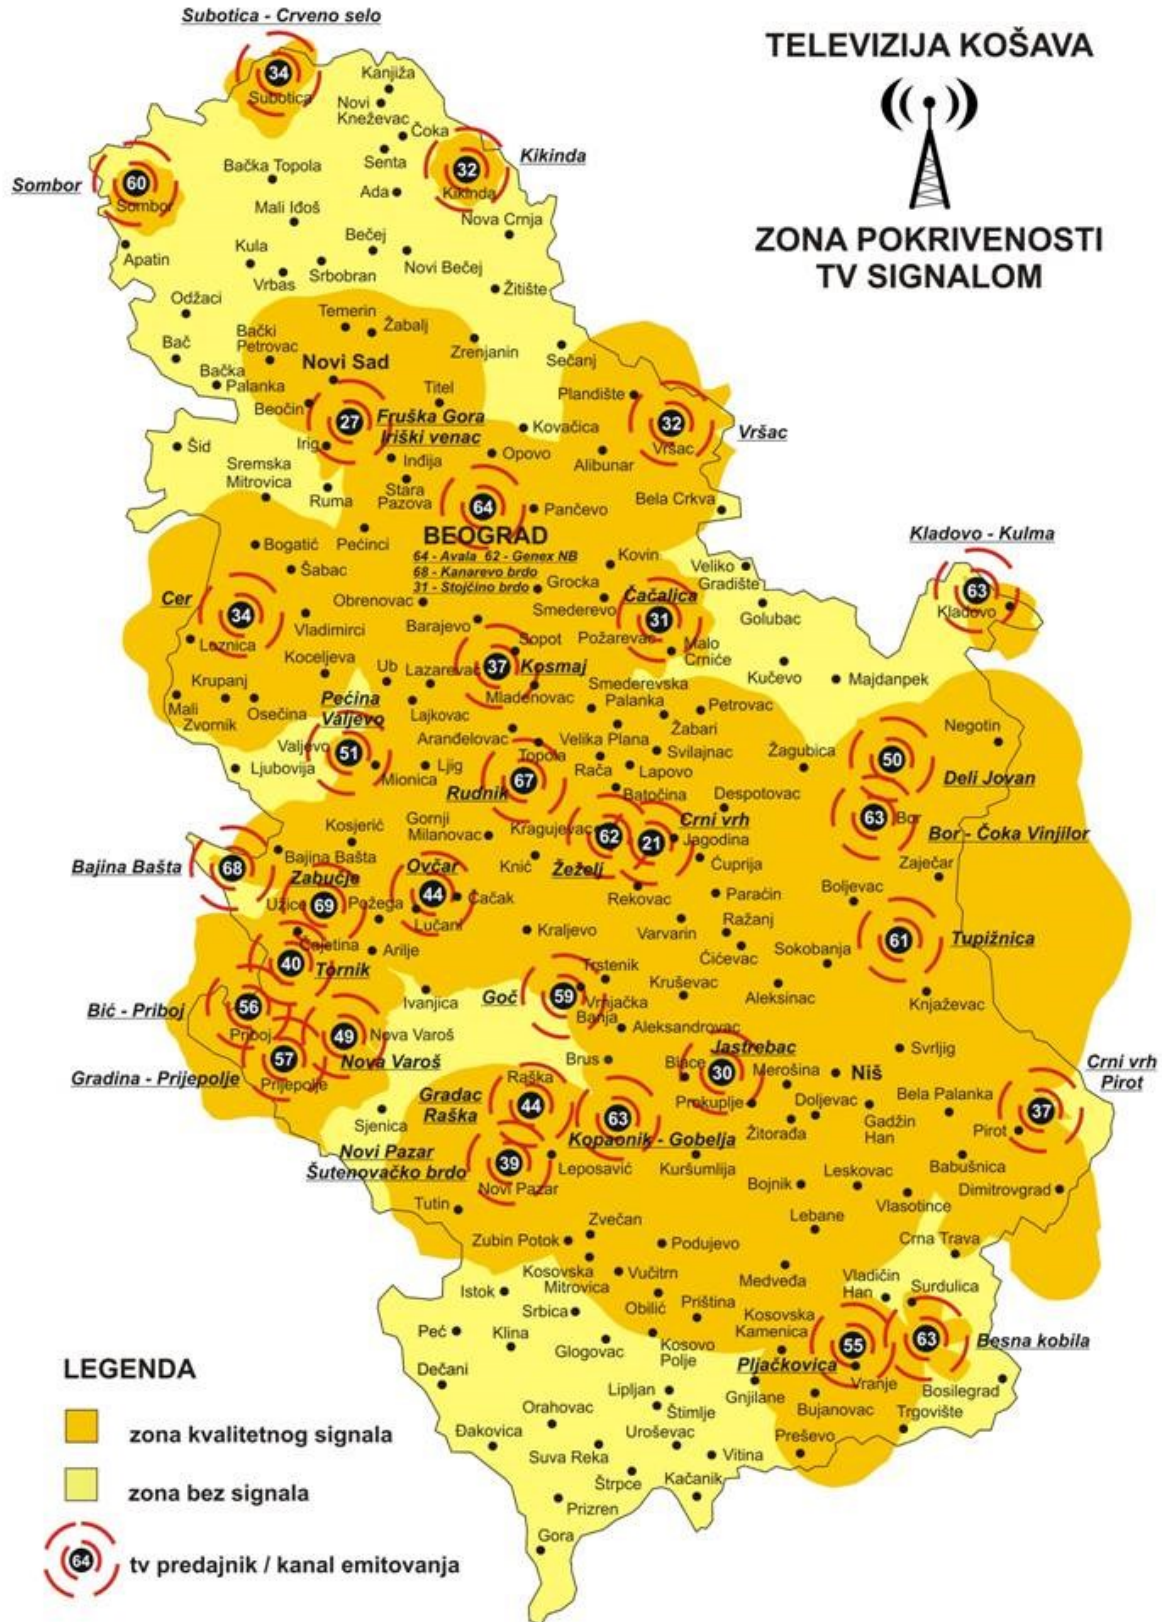 Subotica - Crveno selo
TELEVIZIJA KOŠAVA
ZONA POKRIVENOSTI
TV SIGNALOM
34
Subotica
Kanjiža
Novi
Kneževac
Čoka
Senta
Kikinda
32
Kikinda
Sombor
60
Sombor
Bačka Topola
Ada
Mali Iđoš
Nova Crnja
Apatin
Kula
Bečej
Vrbas
Srbobran
Novi Bečej
Žitište
Odžaci
Temerin
Žabalj
Bač
Bački
Petrovac
Zrenjanin
Sečanj
Bačka
Palanka
Novi Sad
Titel
Plandište
Beočin
27
Fruška Gora
Iriški venac
Kovačica
32
Vršac
Vršac
Šid
Irig
Inđija
Opovo
Alibunar
Sremska
Mitrovica
Ruma
Stara
Pazova
64
Pančevo
Bela Crkva
BEOGRAD
64 - Avala 62 - Genex NB
68 - Kanarevo brdo
31 - Stojčino brdo
Bogatić
Pećinci
Kovin
Veliko
Gradište
Kladovo - Kulma
63
Kladovo
Šabac
Grocka
Cer
34
Loznica
Obrenovac
Smederevo
Čačalica
31
Golubac
Vladimirci
Barajevo
Sopot
Požarevac
Malo
Crniće
Koceljeva
37
Kosmaj
Kučevo
Majdanpek
Krupanj
Ub
Lazarevac
Mladenovac
Smederevska
Palanka
Petrovac
Mali
Zvornik
Osečina
Pećina
Valjevo
Lajkovac
Žabari
Negotin
Valjevo
51
Aranđelovac
Velika Plana
Svilajnac
Žagubica
50
Deli Jovan
Ljubovija
Mionica
Ljig
Topola
Rača
Lapovo
Rudnik
67
Batočina
Despotovac
63
Bor
Bor - Čoka Vinjilor
Kosjerić
Gornji
Milanovac
Kragujevac
62
21
Crni vrh
Jagodina
Bajina Bašta
68
Bajina Bašta
Zabučje
Ovčar
Knić
Žeželj
Ćuprija
Zaječar
Užice
69
Požega
44
Čačak
Rekovac
Paraćin
Boljevac
Lučani
Čajetina
Arilje
Kraljevo
Varvarin
Ražanj
Ćićevac
Sokobanja
61
Tupižnica
40
Tornik
Ivanjica
Goč
59
Trstenik
Vrnjačka
Banja
Kruševac
Aleksinac
Knjaževac
Bić - Priboj
56
Priboj
49
Nova Varoš
Nova Varoš
Aleksandrovac
57
Gradina - Prijepolje
Prijepolje
Brus
Blace
Jastrebac
30
Merošina
Niš
Svrljig
Crni vrh
Pirot
Raška
Gradac
Raška
44
63
Prokuplje
Doljevac
Bela Palanka
37
Sjenica
Kopaonik - Gobelja
Žitorađa
Gadžin
Han
Pirot
Novi Pazar
Šutenovačko brdo
39
Novi Pazar
Leposavić
Kuršumlija
Leskovac
Babušnica
Bojnik
Vlasotince
Dimitrovgrad
Tutin
Zvečan
Lebane
Zubin Potok
Podujevo
Crna Trava
Kosovska
Mitrovica
Vučitrn
Medveđa
Vladičin
Han
Surdulica
Istok
Srbica
Obilić
Priština
Kosovska
Kamenica
Peć
Klina
Glogovac
Kosovo
Polje
55
63
Besna kobila
Dečani
Pljačkovica
Vranje
Gnjilane
Bosilegrad
Lipljan
Štimlje
Bujanovac
Orahovac
Trgovište
Đakovica
Uroševac
Preševo
Suva Reka
Vitina
Štrpce
Kačanik
Prizren
Gora
LEGENDA
zona kvalitetnog signala
zona bez signala
64
tv predajnik / kanal emitovanja